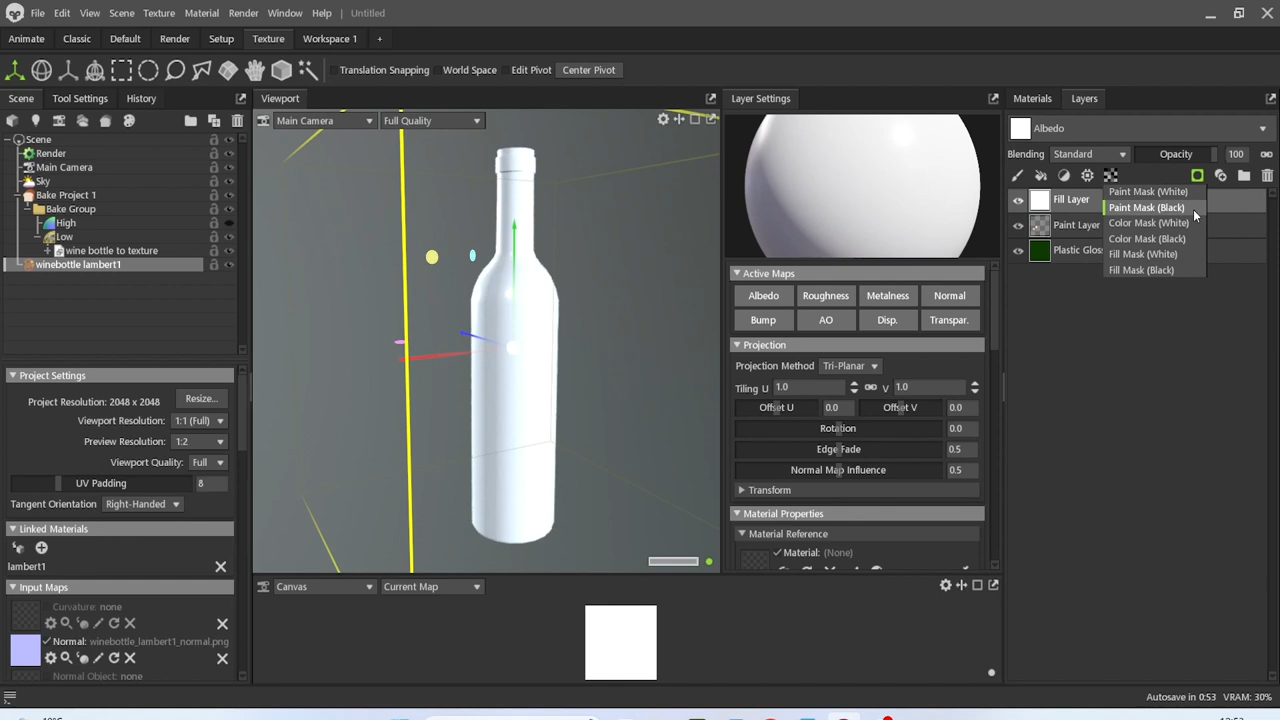 File Edit View Scene Texture Material Render Window Help Untitled
Animate Classic Default Render Setup Texture Workspace 1 +
Translation Snapping World Space Edit Pivot Center Pivot
Scene Tool Settings History
Scene
Render
Main Camera
Sky
Bake Project 1
Bake Group
High
Low
wine bottle to texture
winebottle lambert1
Project Settings
Project Resolution: 2048 x 2048 Resize...
Viewport Resolution: 1:1 (Full)
Preview Resolution: 1:2
Viewport Quality: Full
UV Padding 8
Tangent Orientation Right-Handed
Linked Materials
lambert1
Input Maps
Curvature: none
Normal: winebottle_lambert1_normal.png
Normal Object: none
Viewport
Main Camera Full Quality
Canvas Current Map
Layer Settings
Active Maps
Albedo Roughness Metalness Normal
Bump AO Disp. Transpar.
Projection
Projection Method Tri-Planar
Tiling U 1.0 V 1.0
Offset U 0.0 Offset V 0.0
Rotation 0.0
Edge Fade 0.5
Normal Map Influence 0.5
Transform
Material Properties
Material Reference
Material: (None)
Materials Layers
Albedo
Blending Standard Opacity 100
Fill Layer
Paint Layer
Plastic Glos
Paint Mask (White)
Paint Mask (Black)
Color Mask (White)
Color Mask (Black)
Fill Mask (White)
Fill Mask (Black)
Autosave in 0:53 VRAM: 30%